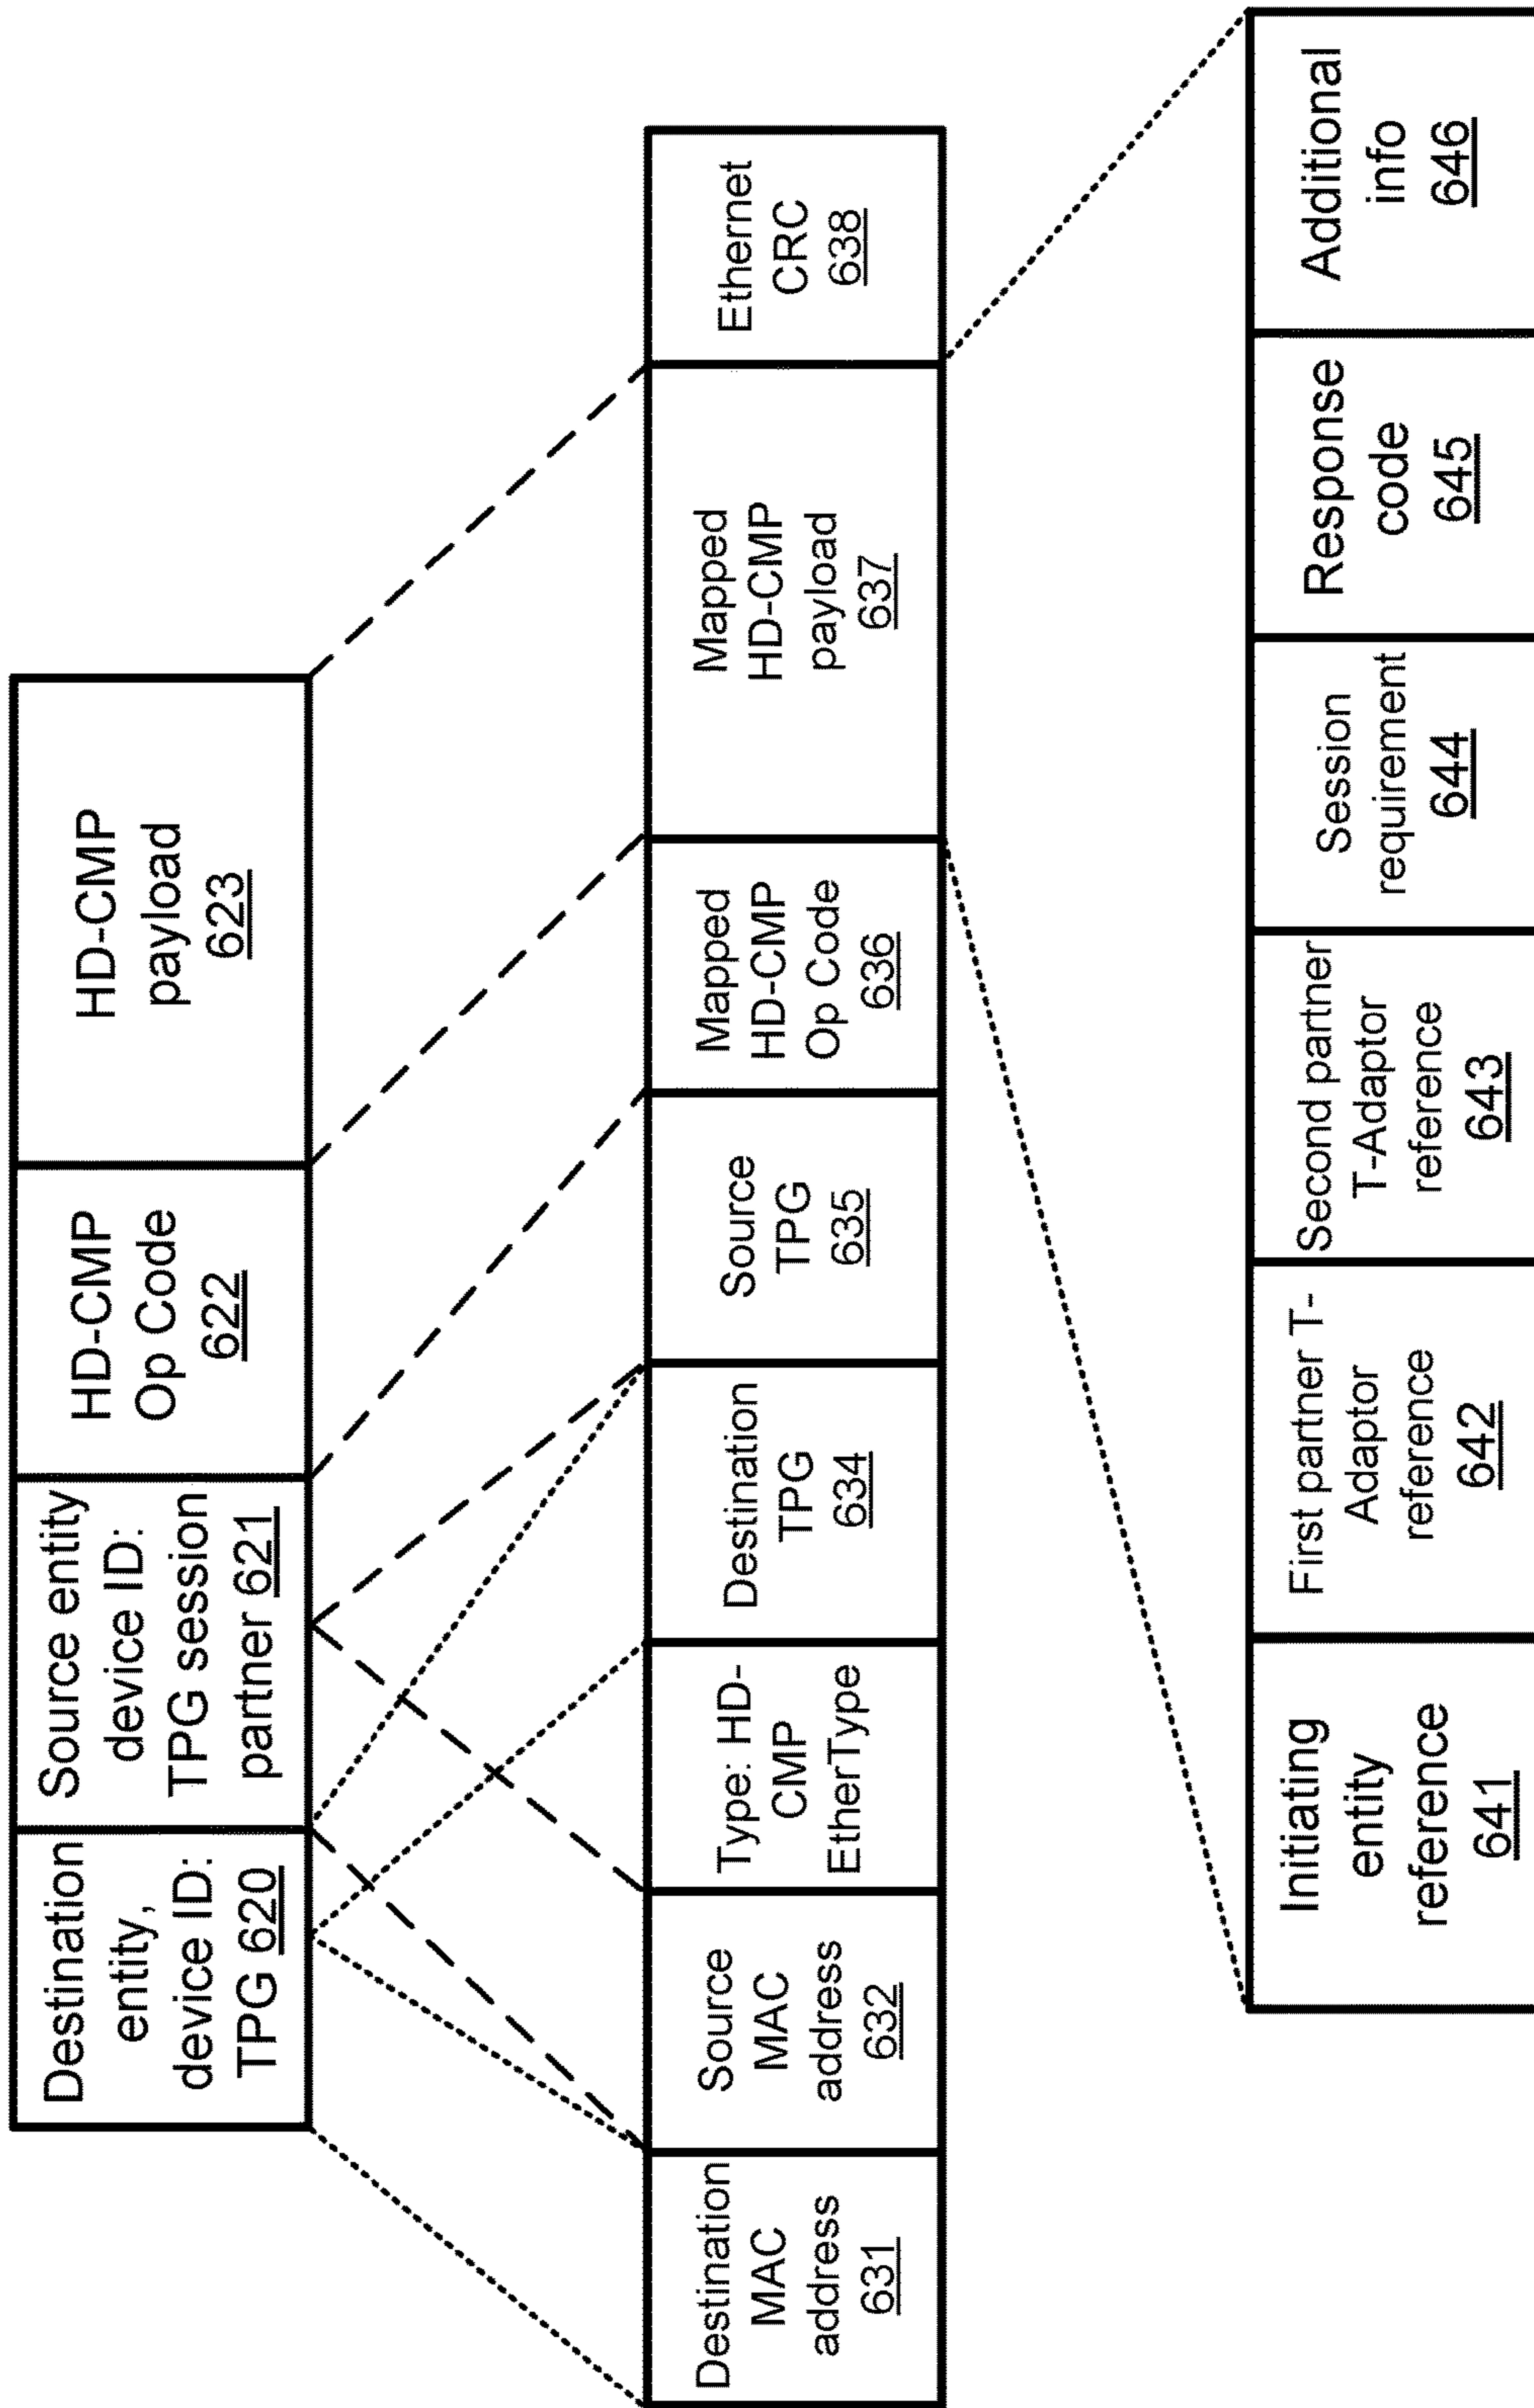 Destination
entity,
device ID:
TPG 620
Source entity
device ID:
TPG session
partner 621
HD-CMP
Op Code
622
HD-CMP
payload
623
Destination
MAC
address
631
Source
MAC
address
632
Type: HD-
CMP
EtherType
Destination
TPG
634
Source
TPG
635
Mapped
HD-CMP
Op Code
636
Mapped
HD-CMP
payload
637
Ethernet
CRC
638
Initiating
entity
reference
641
First partner T-
Adaptor
reference
642
Second partner
T-Adaptor
reference
643
Session
requirement
644
Response
code
645
Additional
info
646